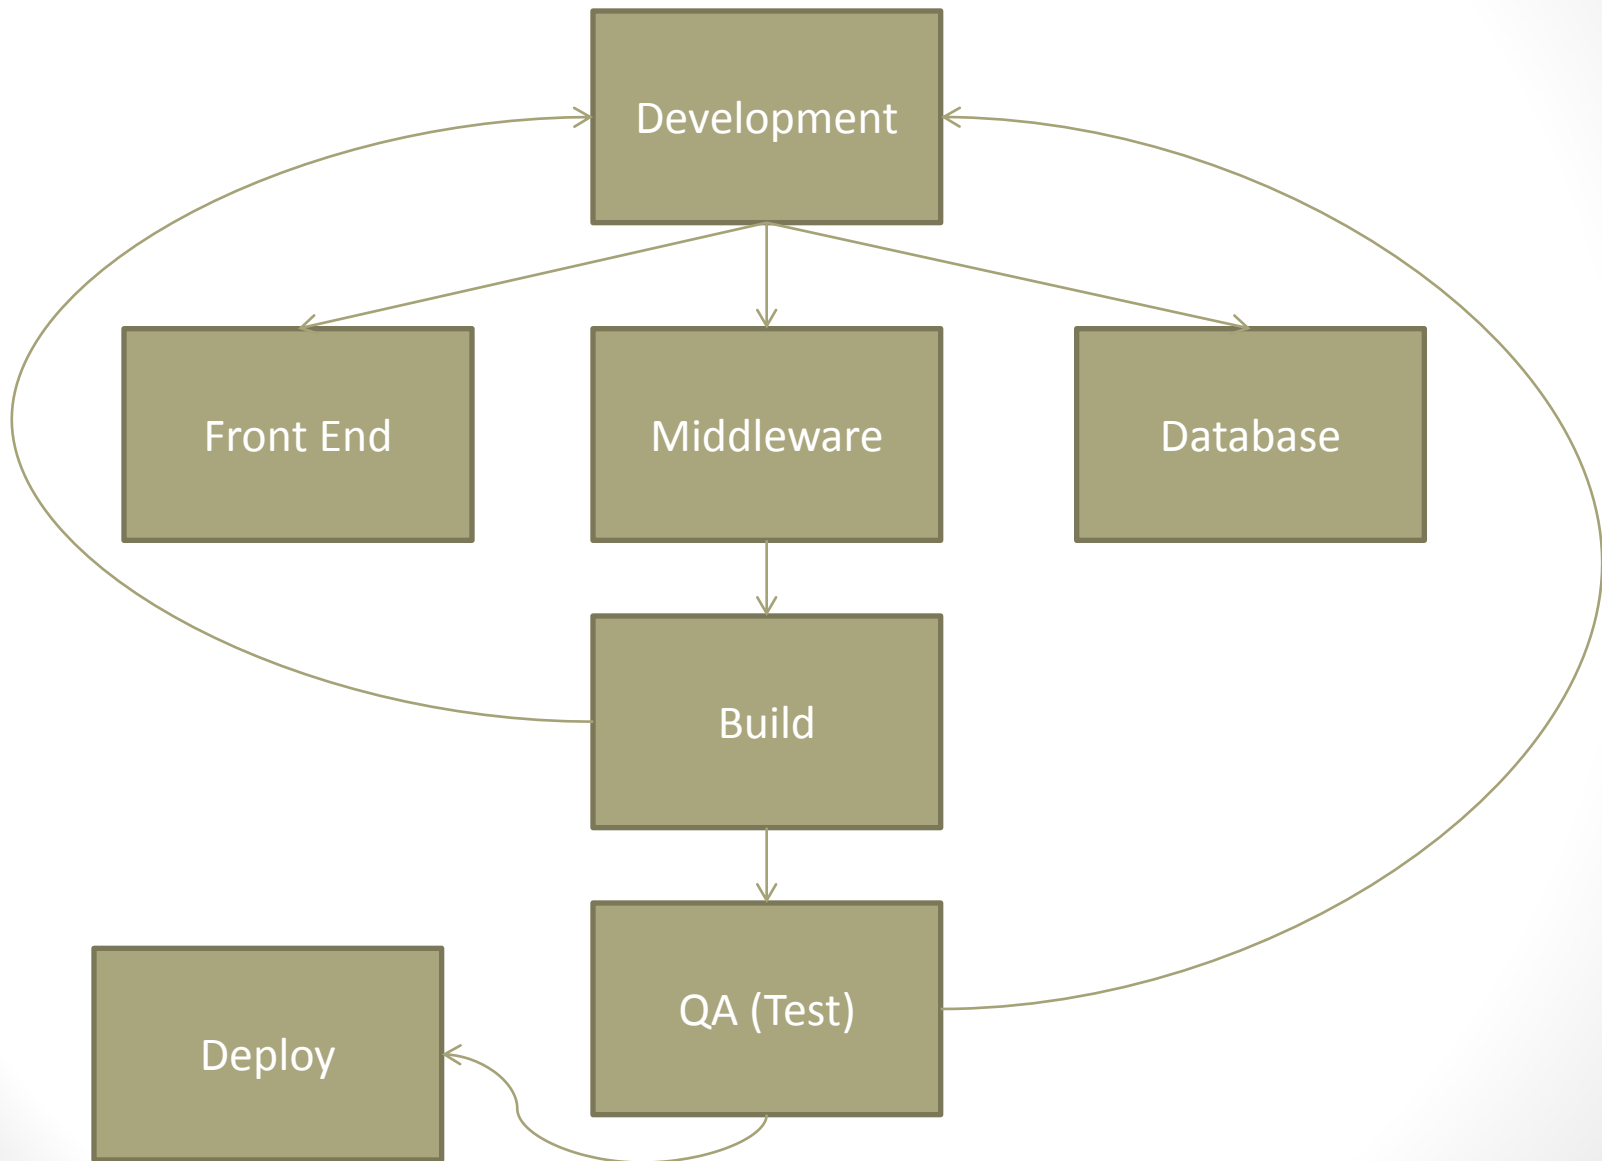 Development
Front End
Middleware
Database
Build
QA (Test)
Deploy